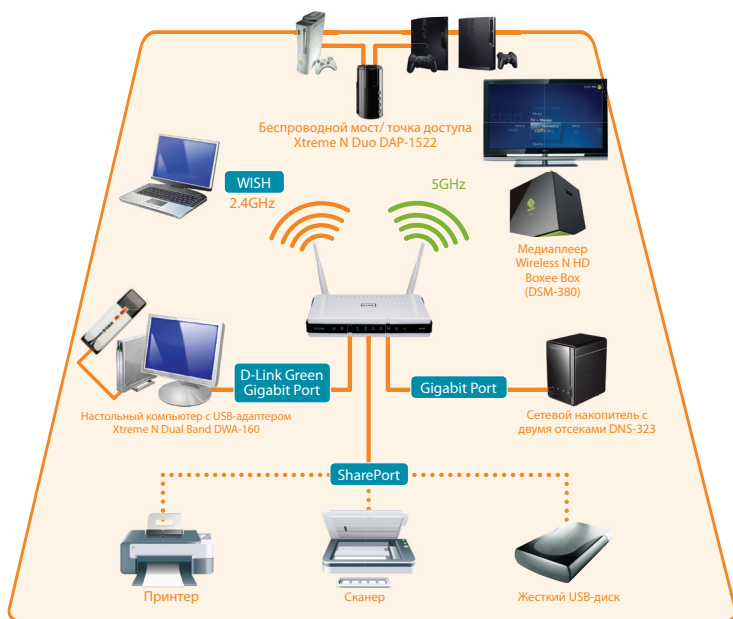 Беспроводной мост/ точка доступа
Xtreme N Duo DAP-1522
WISH
2.4GHz
5GHz
Медиаплеер
Wireless N HD
Boxee Box
(DSM-380)
D-Link Green
Gigabit Port
Gigabit Port
Настольный компьютер с USB-адаптером
Xtreme N Dual Band DWA-160
Сетевой накопитель с
двумя отсеками DNS-323
SharePort
Принтер
Сканер
Жесткий USB-диск